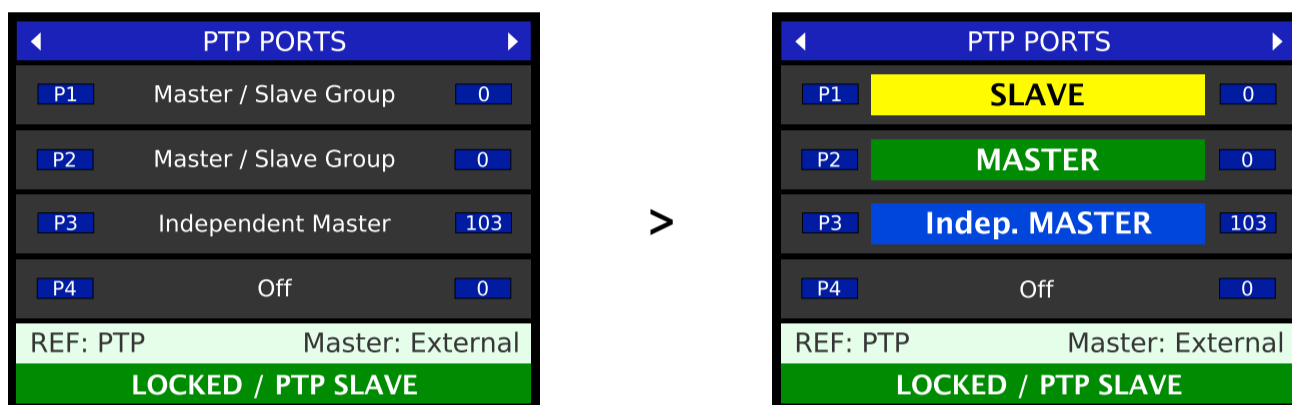 PTP PORTS
P1 Master / Slave Group 0
P2 Master / Slave Group 0
P3 Independent Master 103
P4 Off 0
REF: PTP Master: External
LOCKED / PTP SLAVE
>
PTP PORTS
P1 SLAVE 0
P2 MASTER 0
P3 Indep. MASTER 103
P4 Off 0
REF: PTP Master: External
LOCKED / PTP SLAVE